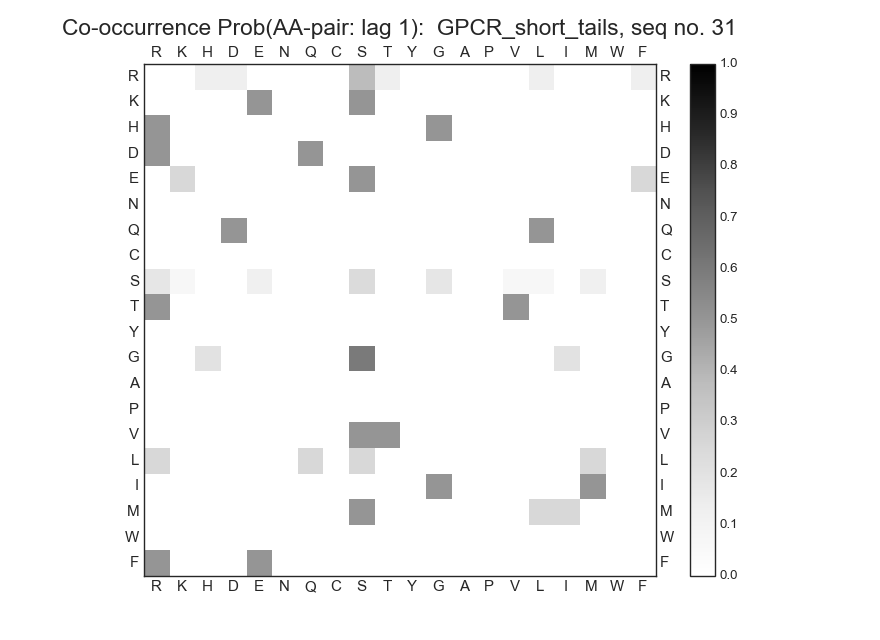 Co-occurrence Prob(AA-pair: lag 1):  GPCR_short_tails, seq no. 31
R K H D E N Q C S T Y G A P V L I M W F
R R 1.0
K K 0.9
H H
D D 0.8
E E
N N 0.7
Q Q
C C 0.6
S S
T T 0.5
Y Y
G G 0.4
A A
P P 0.3
V V
L L 0.2
I I
M M 0.1
W W
F F 0.0
R K H D E N Q C S T Y G A P V L I M W F